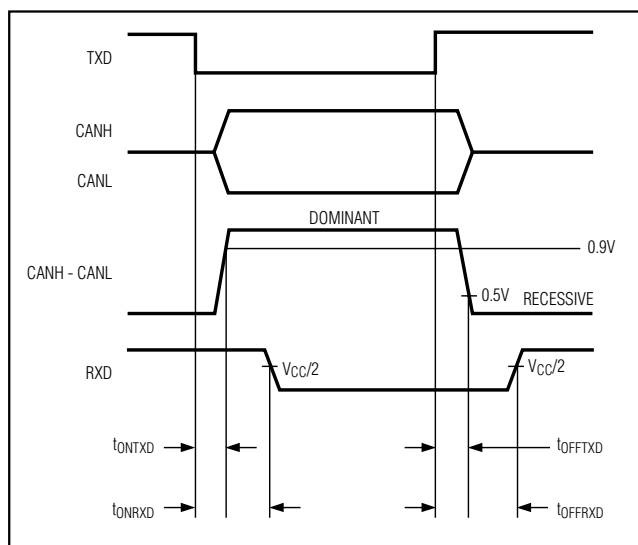 TXD
CANH
CANL
DOMINANT
0.9V
CANH - CANL
0.5V
RECESSIVE
RXD
VCC/2
VCC/2
tONTXD
tOFFTXD
tONRXD
tOFFRXD